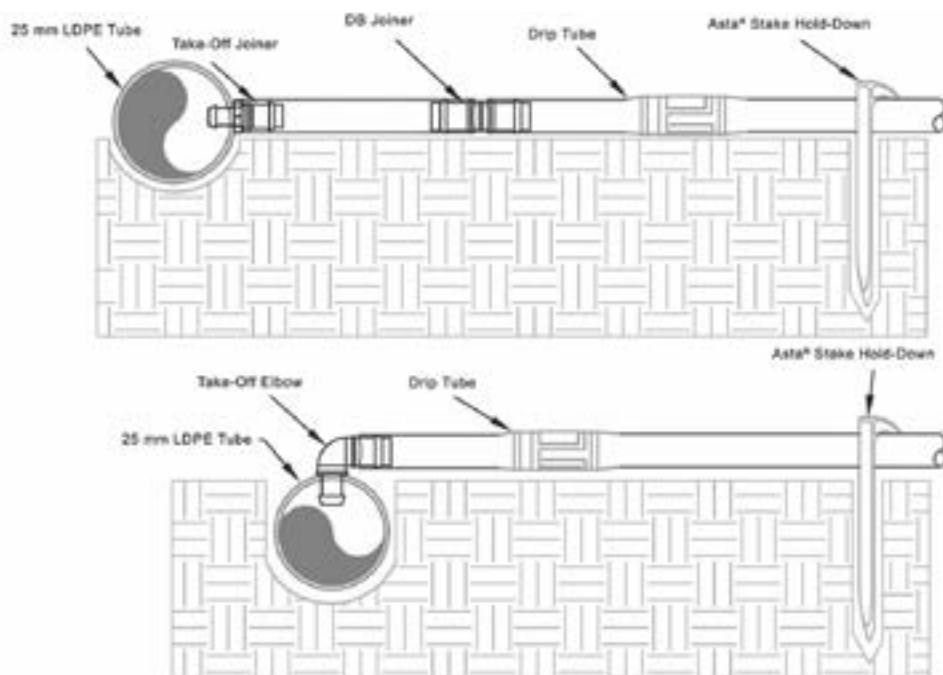 25 mm LDPE Tube
Take-Off Joiner
DB Joiner
Drip Tube
Asta® Stake Hold-Down
Asta® Stake Hold-Down
Take-Off Elbow
Drip Tube
25 mm LDPE Tube